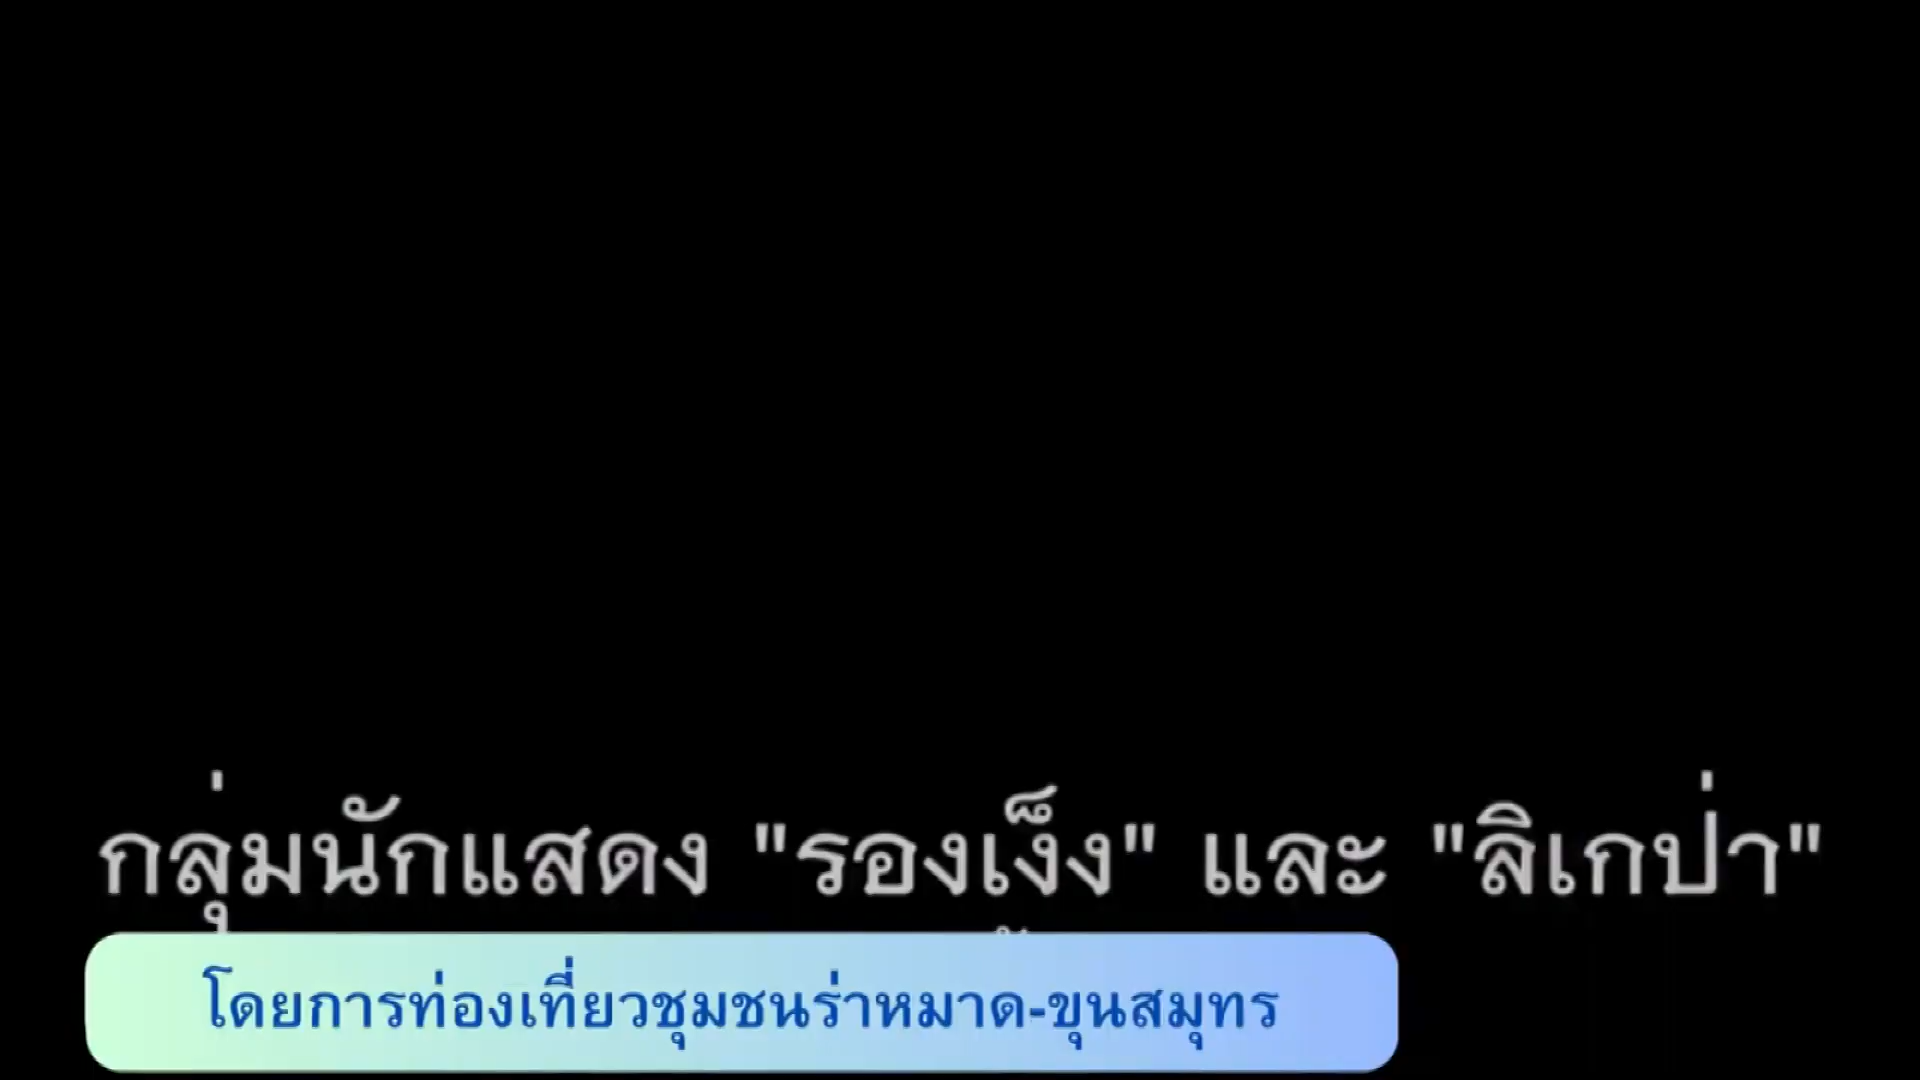 กลุ่มนักแสดง "รองเง็ง" และ "ลิเกป่า"
โดยการท่องเที่ยวชุมชนร่าหมาด-ขุนสมุทร